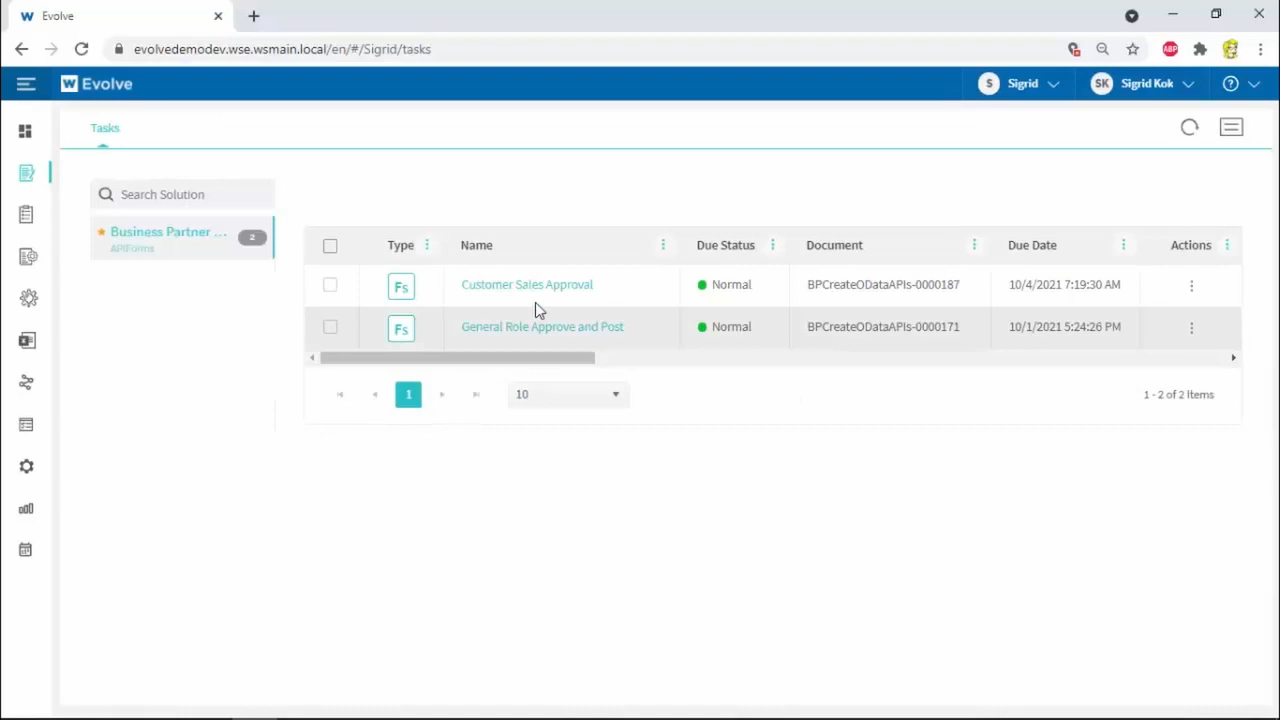 W Evolve
evolvedemodev.wse.wsmain.local/en/#/Sigrid/tasks
ABP
W Evolve
S Sigrid
SK Sigrid Kok
?
Tasks
Search Solution
Business Partner ...
2
APIForms
Type Name Due Status Document Due Date Actions
Fs Customer Sales Approval Normal BPCreateODataAPIs-0000187 10/4/2021 7:19:30 AM
Fs General Role Approve and Post Normal BPCreateODataAPIs-0000171 10/1/2021 5:24:26 PM
1 10 1 - 2 of 2 Items